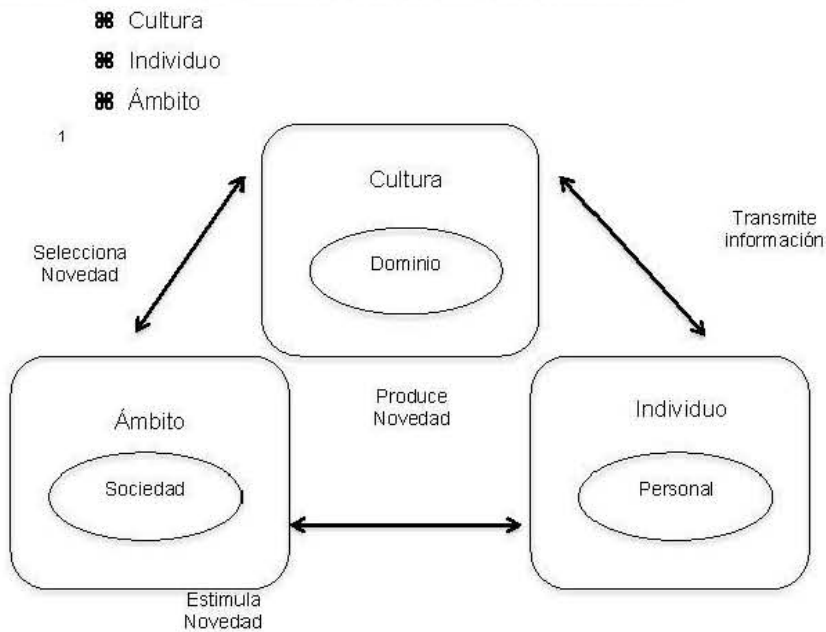 ⌘ Cultura
⌘ Individuo
⌘ Ámbito
1
Cultura
Dominio
Selecciona
Novedad
Transmite
información
Produce
Novedad
Ámbito
Sociedad
Individuo
Personal
Estimula
Novedad